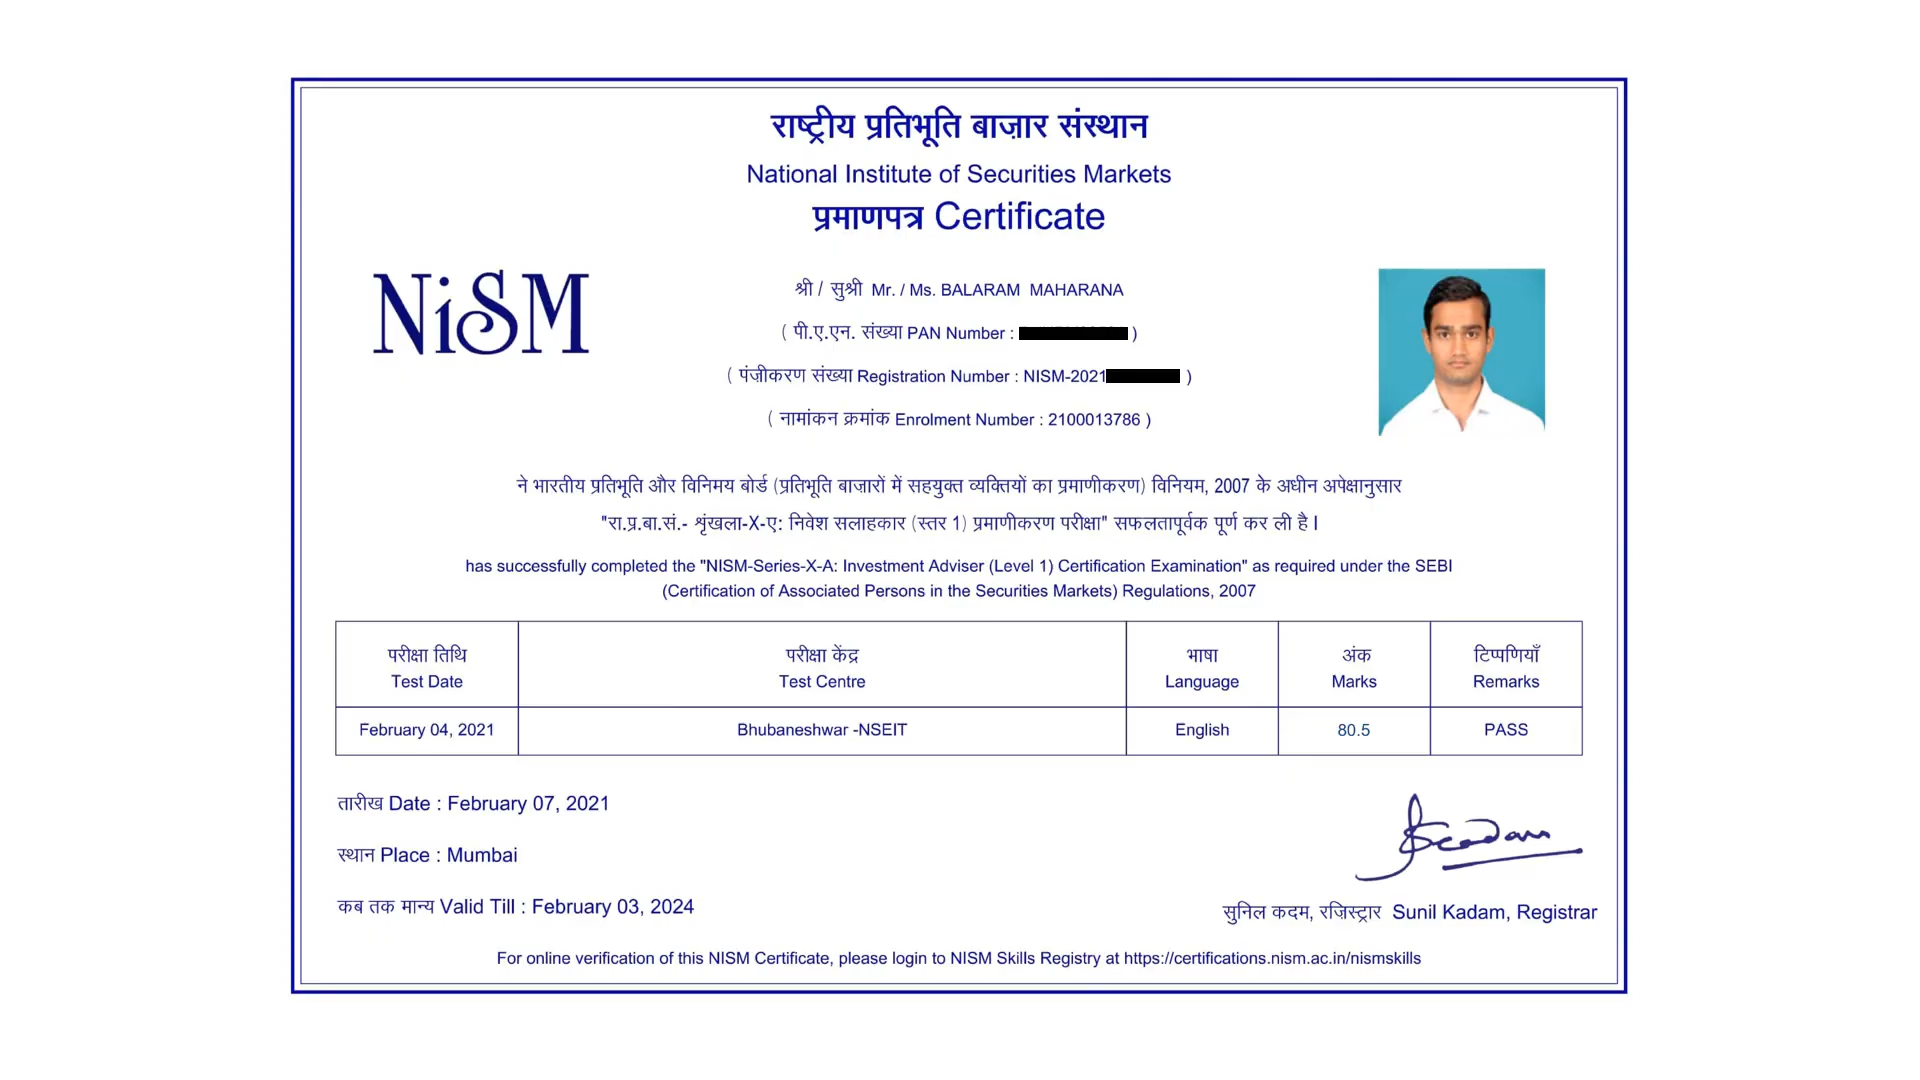 राष्ट्रीय प्रतिभूति बाज़ार संस्थान
National Institute of Securities Markets
प्रमाणपत्र Certificate
NiSM
श्री / सुश्री Mr. / Ms. BALARAM MAHARANA
( पी.ए.एन. संख्या PAN Number : )
( पंजीकरण संख्या Registration Number : NISM-2021 )
( नामांकन क्रमांक Enrolment Number : 2100013786 )
ने भारतीय प्रतिभूति और विनिमय बोर्ड (प्रतिभूति बाजारों में सहयुक्त व्यक्तियों का प्रमाणीकरण) विनियम, 2007 के अधीन अपेक्षानुसार
"रा.प्र.बा.सं.- शृंखला-X-ए: निवेश सलाहकार (स्तर 1) प्रमाणीकरण परीक्षा" सफलतापूर्वक पूर्ण कर ली है।
has successfully completed the "NISM-Series-X-A: Investment Adviser (Level 1) Certification Examination" as required under the SEBI
(Certification of Associated Persons in the Securities Markets) Regulations, 2007
परीक्षा तिथि परीक्षा केंद्र भाषा अंक टिप्पणियाँ
Test Date Test Centre Language Marks Remarks
February 04, 2021 Bhubaneshwar -NSEIT English 80.5 PASS
तारीख Date : February 07, 2021
स्थान Place : Mumbai
कब तक मान्य Valid Till : February 03, 2024
Skadam
सुनिल कदम, रजिस्ट्रार Sunil Kadam, Registrar
For online verification of this NISM Certificate, please login to NISM Skills Registry at https://certifications.nism.ac.in/nismskills